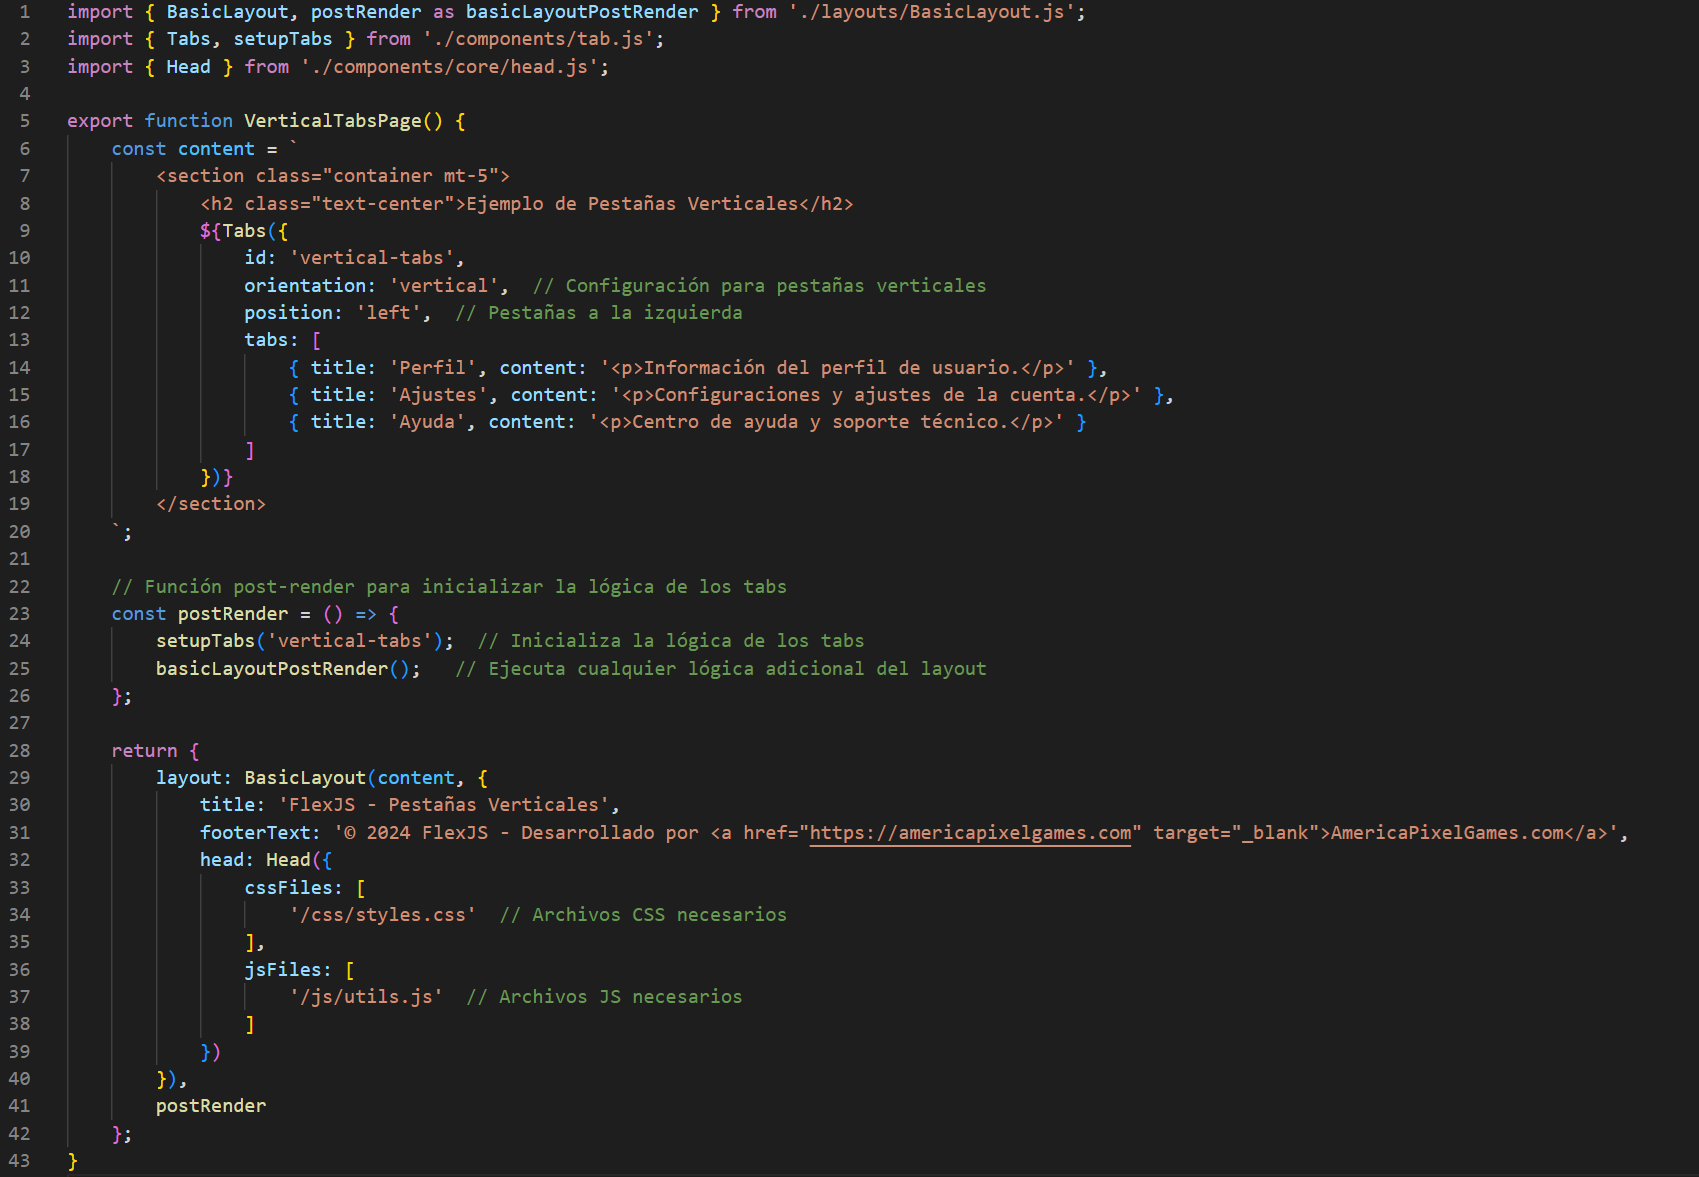 1 import { BasicLayout, postRender as basicLayoutPostRender } from './layouts/BasicLayout.js';
2 import { Tabs, setupTabs } from './components/tab.js';
3 import { Head } from './components/core/head.js';
4
5 export function VerticalTabsPage() {
6     const content = `
7         <section class="container mt-5">
8             <h2 class="text-center">Ejemplo de Pestañas Verticales</h2>
9             ${Tabs({
10                 id: 'vertical-tabs',
11                 orientation: 'vertical',  // Configuración para pestañas verticales
12                 position: 'left',  // Pestañas a la izquierda
13                 tabs: [
14                     { title: 'Perfil', content: '<p>Información del perfil de usuario.</p>' },
15                     { title: 'Ajustes', content: '<p>Configuraciones y ajustes de la cuenta.</p>' },
16                     { title: 'Ayuda', content: '<p>Centro de ayuda y soporte técnico.</p>' }
17                 ]
18             })}
19         </section>
20     `;
21
22     // Función post-render para inicializar la lógica de los tabs
23     const postRender = () => {
24         setupTabs('vertical-tabs');  // Inicializa la lógica de los tabs
25         basicLayoutPostRender();   // Ejecuta cualquier lógica adicional del layout
26     };
27
28     return {
29         layout: BasicLayout(content, {
30             title: 'FlexJS - Pestañas Verticales',
31             footerText: '© 2024 FlexJS - Desarrollado por <a href="https://americapixelgames.com" target="_blank">AmericaPixelGames.com</a>',
32             head: Head({
33                 cssFiles: [
34                     '/css/styles.css'  // Archivos CSS necesarios
35                 ],
36                 jsFiles: [
37                     '/js/utils.js'  // Archivos JS necesarios
38                 ]
39             })
40         }),
41         postRender
42     };
43 }